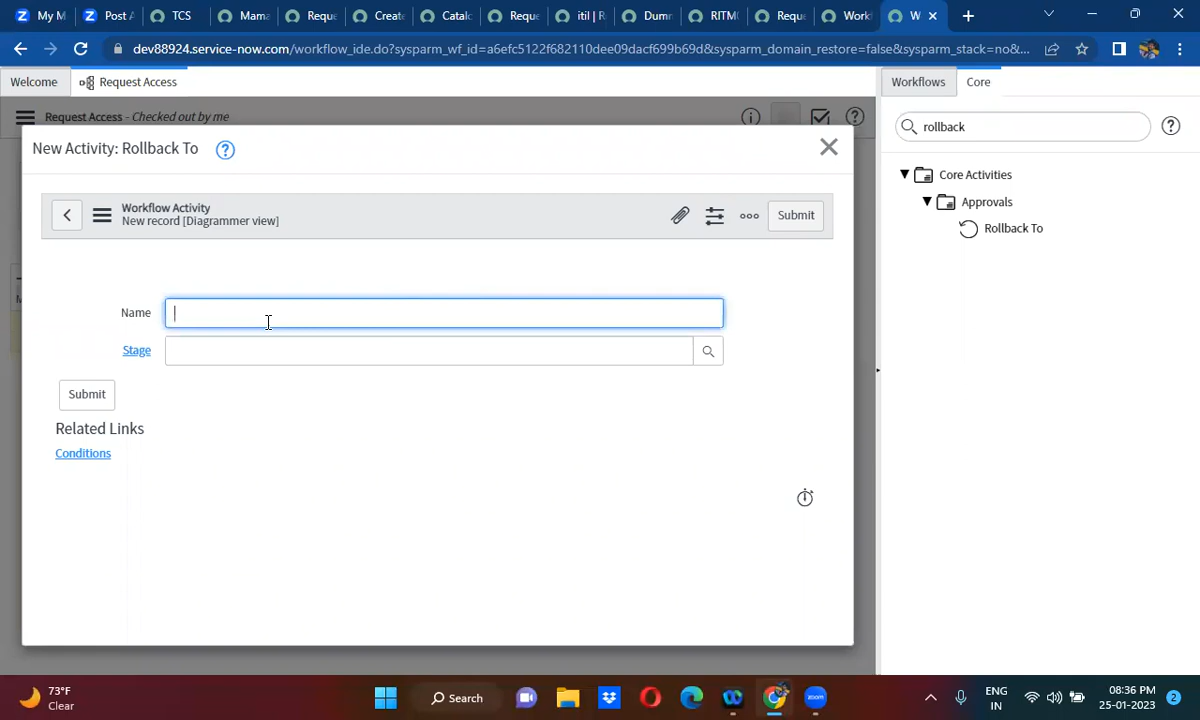 My M
Post A
TCS
Mama
Reque
Create
Catalo
Reque
itil | R
Dumm
RITM
Reque
Work
W
dev88924.service-now.com/workflow_ide.do?sysparm_wf_id=a6efc5122f682110dee09dacf699b69d&sysparm_domain_restore=false&sysparm_stack=no&...
Welcome
Request Access
Workflows
Core
Request Access - Checked out by me
rollback
New Activity: Rollback To
Core Activities
Approvals
Rollback To
Workflow Activity
New record [Diagrammer view]
Submit
Name
Stage
Submit
Related Links
Conditions
73°F
Clear
Search
ENG
IN
08:36 PM
25-01-2023
2